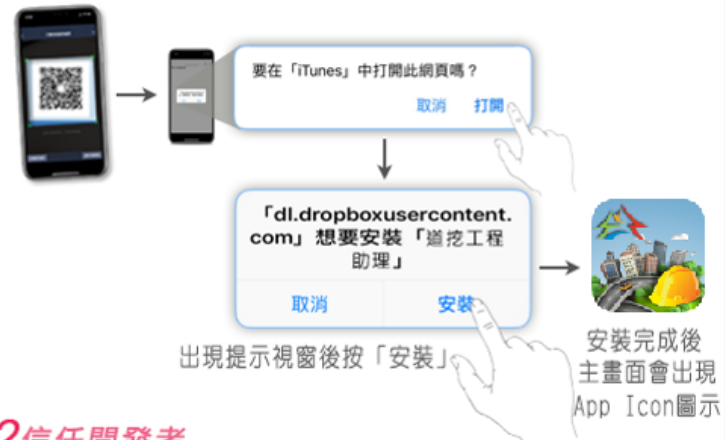 要在「iTunes」中打開此網頁嗎？
取消 打開
「dl.dropboxusercontent.
com」想要安裝「道挖工程
助理」
取消 安裝
出現提示視窗後按「安裝」
安裝完成後
主畫面會出現
App Icon圖示
2信任開發者